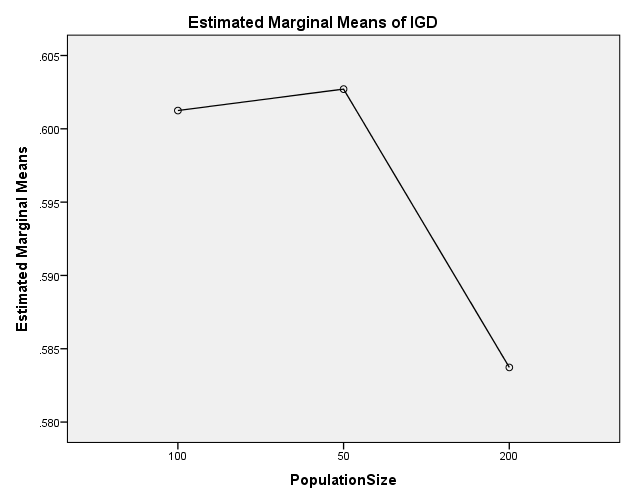 Estimated Marginal Means of IGD
Estimated Marginal Means
.605
.600
.595
.590
.585
.580
100 50 200
PopulationSize